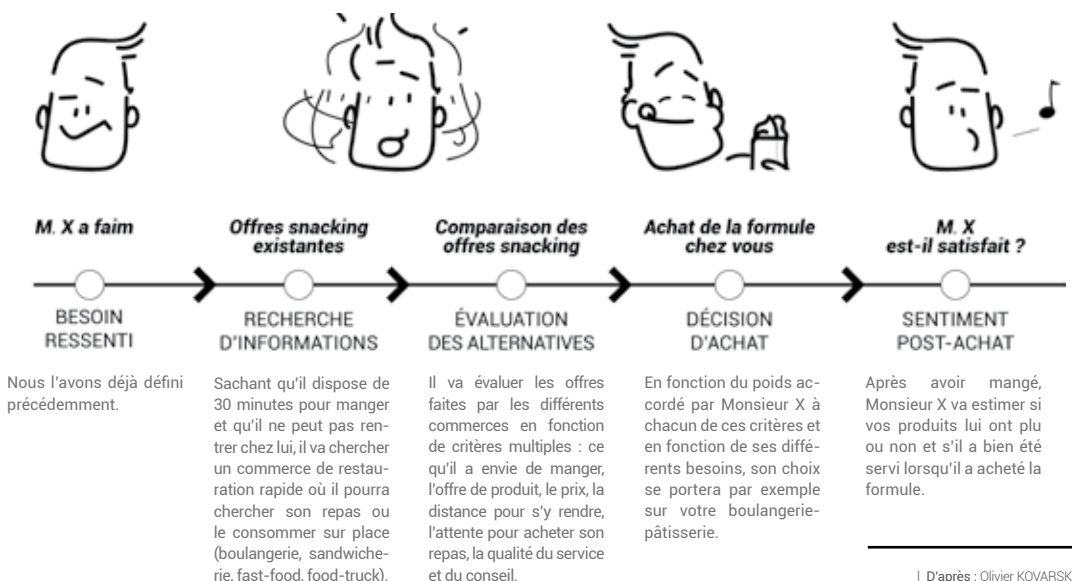 M. X a faim
Offres snacking
existantes
Comparaison des
offres snacking
Achat de la formule
chez vous
M. X
est-il satisfait ?
BESOIN
RESSENTI
RECHERCHE
D'INFORMATIONS
ÉVALUATION
DES ALTERNATIVES
DÉCISION
D'ACHAT
SENTIMENT
POST-ACHAT
Nous l'avons déjà défini
précédemment.
Sachant qu'il dispose de
30 minutes pour manger
et qu'il ne peut pas ren-
trer chez lui, il va chercher
un commerce de restau-
ration rapide où il pourra
chercher son repas ou
le consommer sur place
(boulangerie, sandwiche-
rie, fast-food, food-truck).
Il va évaluer les offres
faites par les différents
commerces en fonction
de critères multiples : ce
qu'il a envie de manger,
l'offre de produit, le prix, la
distance pour s'y rendre,
l'attente pour acheter son
repas, la qualité du service
et du conseil.
En fonction du poids ac-
cordé par Monsieur X à
chacun de ces critères et
en fonction de ses diffé-
rents besoins, son choix
se portera par exemple
sur votre boulangerie-
pâtisserie.
Après avoir mangé,
Monsieur X va estimer si
vos produits lui ont plu
ou non et s'il a bien été
servi lorsqu'il a acheté la
formule.
| D'après : Olivier KOVARSK